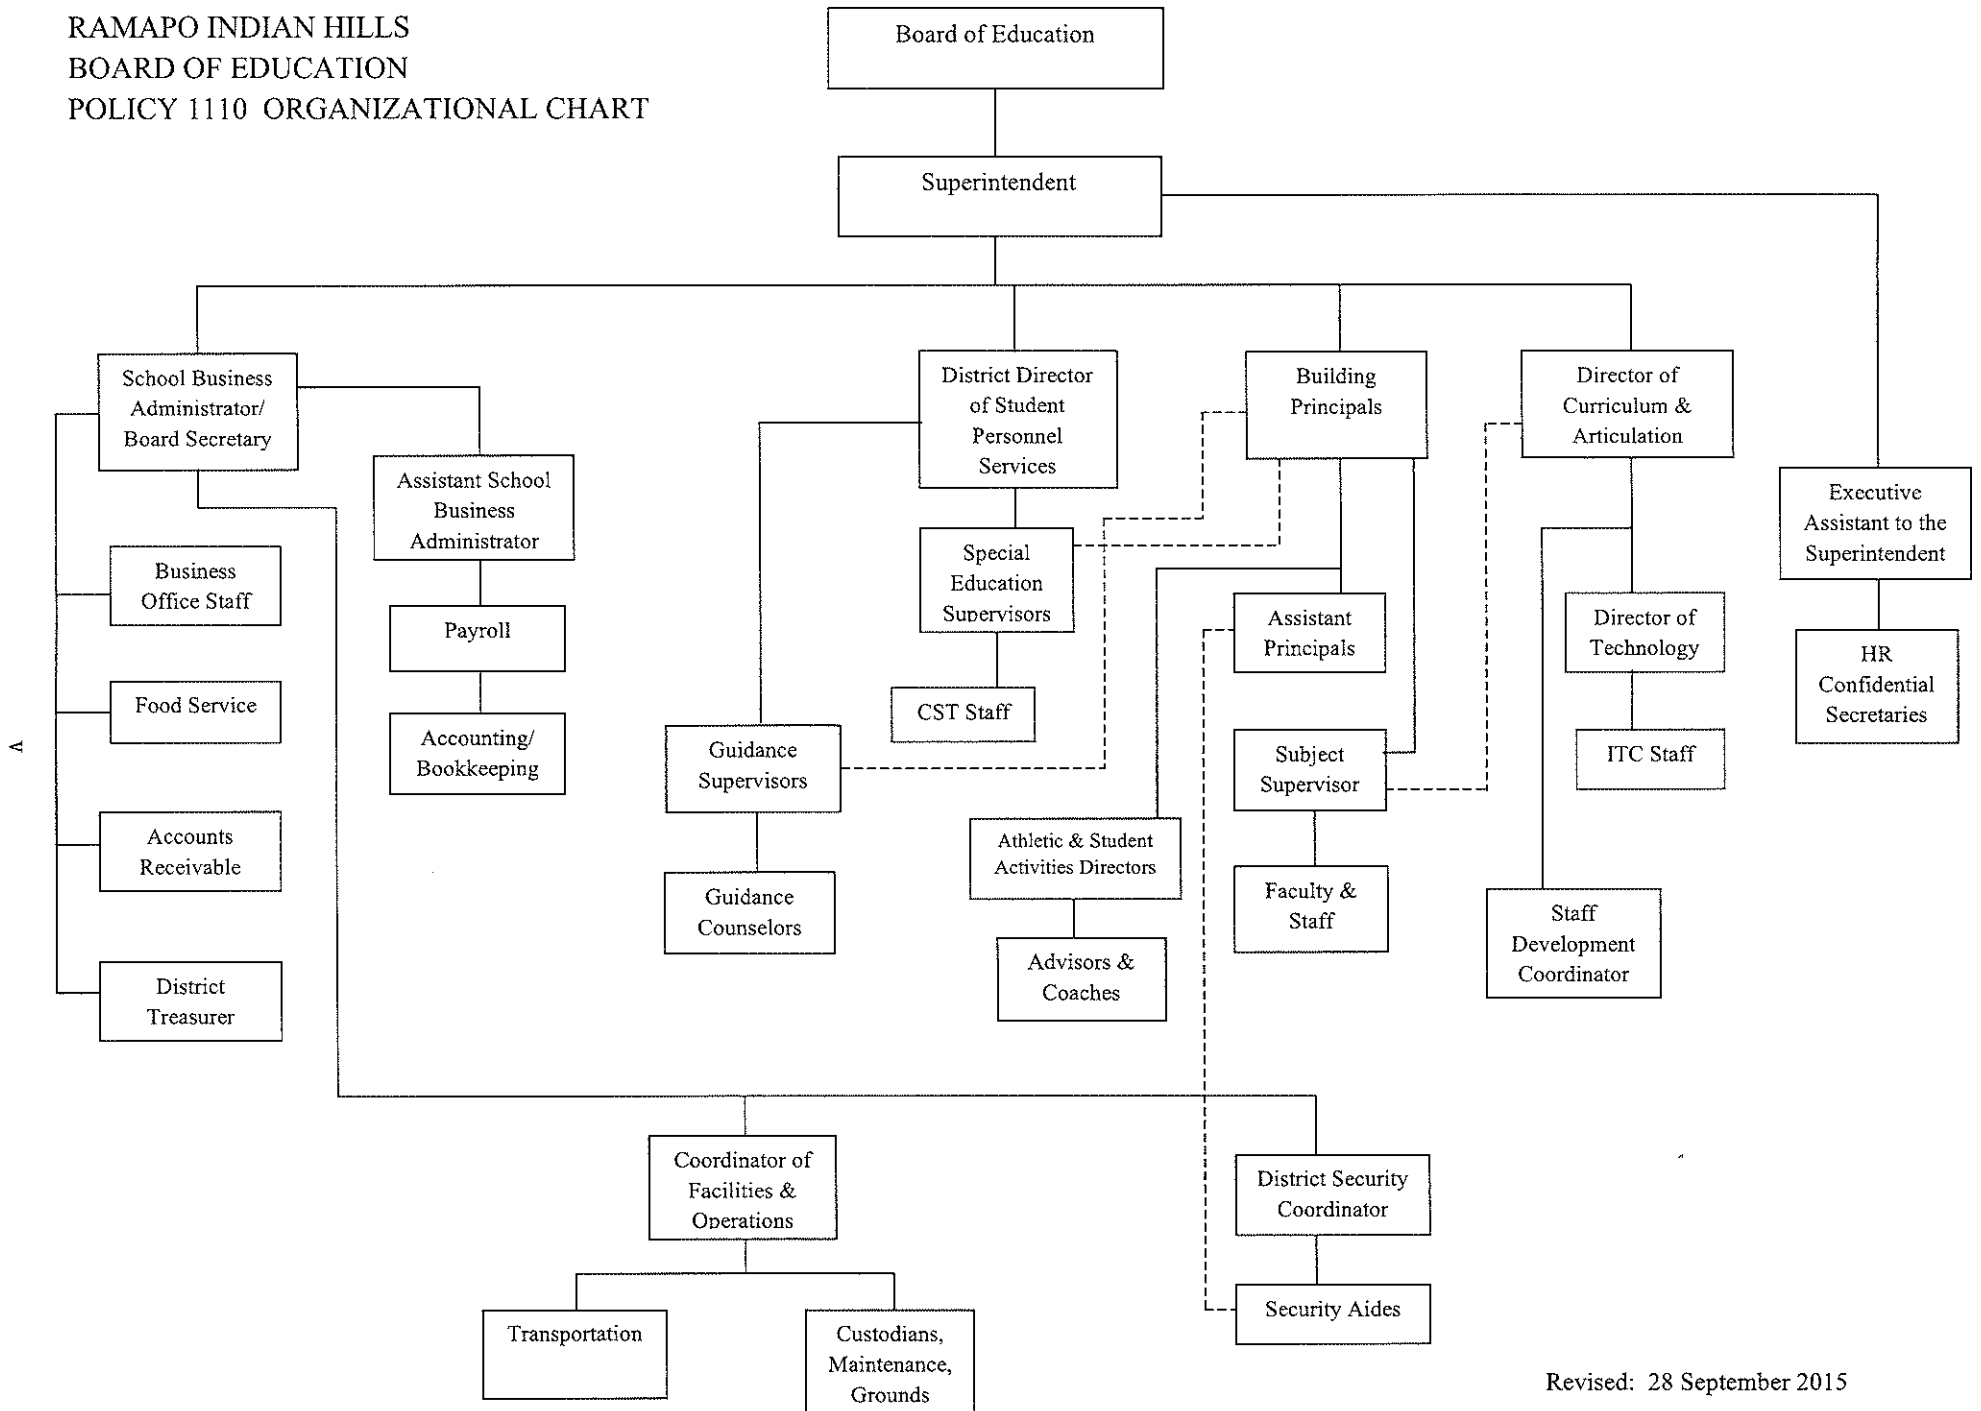 RAMAPO INDIAN HILLS
BOARD OF EDUCATION
POLICY 1110 ORGANIZATIONAL CHART
Board of Education
Superintendent
School Business
Administrator/
Board Secretary
District Director
of Student
Personnel
Services
Building
Principals
Director of
Curriculum &
Articulation
Assistant School
Business
Administrator
Executive
Assistant to the
Superintendent
Business
Office Staff
Payroll
Special
Education
Supervisors
Assistant
Principals
Director of
Technology
HR
Confidential
Secretaries
Food Service
Accounting/
Bookkeeping
Guidance
Supervisors
CST Staff
Subject
Supervisor
ITC Staff
Accounts
Receivable
Guidance
Counselors
Athletic & Student
Activities Directors
Faculty &
Staff
Staff
Development
Coordinator
District
Treasurer
Advisors &
Coaches
Coordinator of
Facilities &
Operations
District Security
Coordinator
Transportation
Custodians,
Maintenance,
Grounds
Security Aides
Revised: 28 September 2015